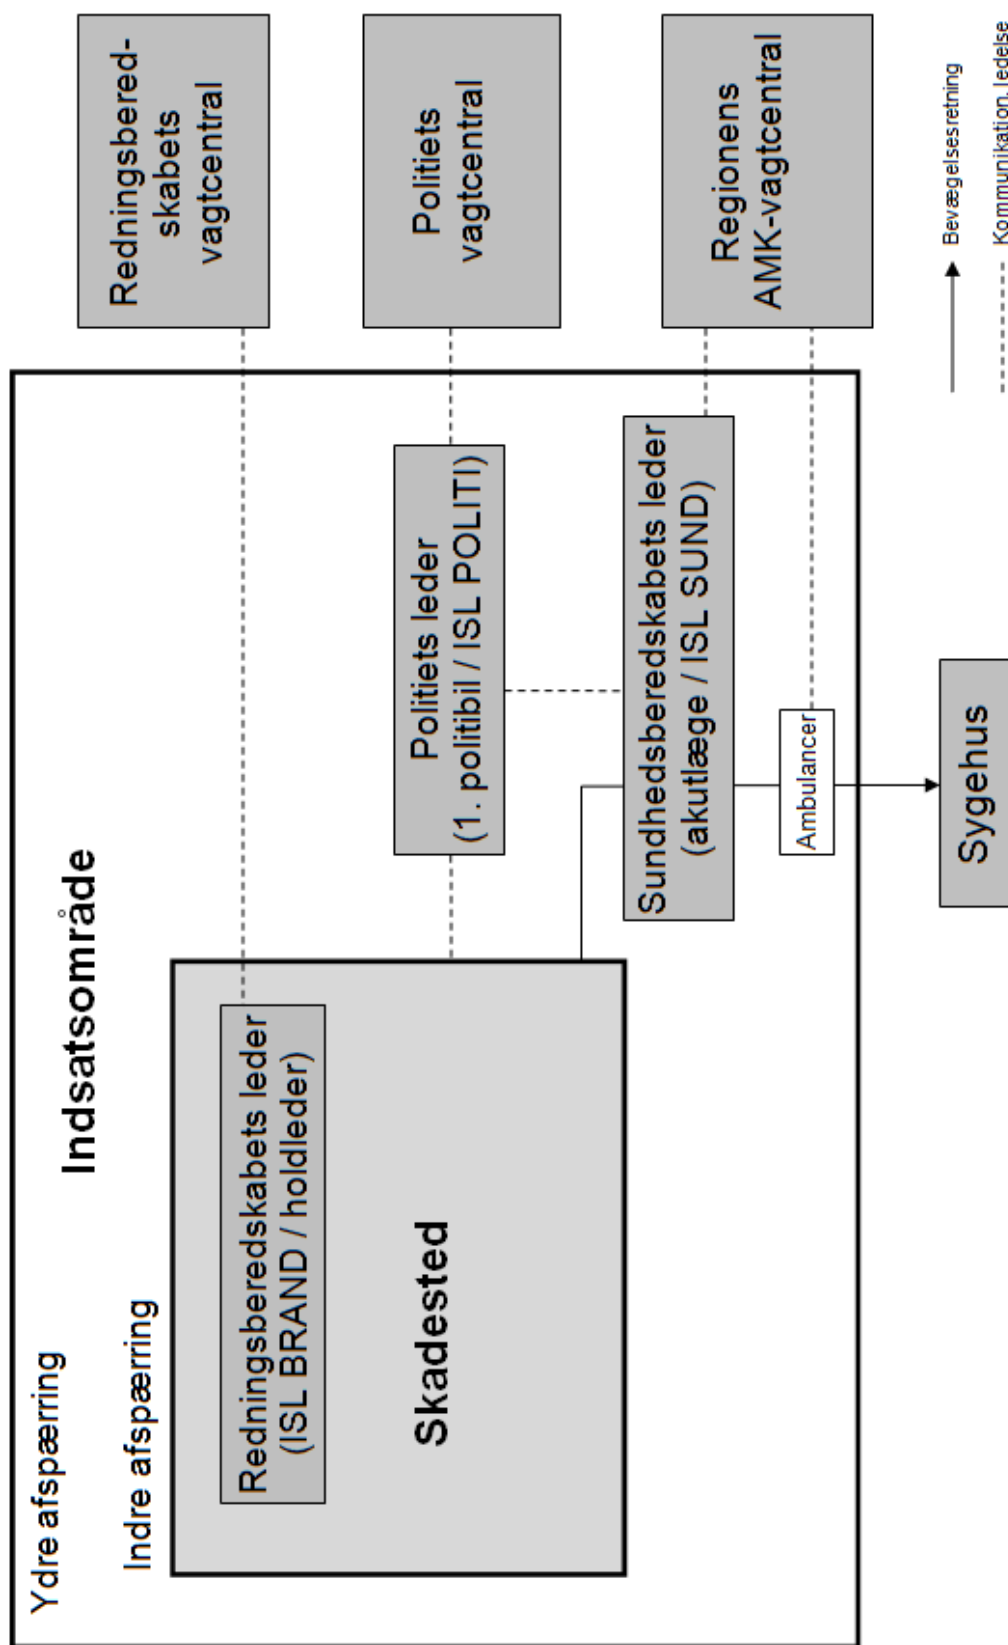 Ydre afspærring
Indre afspærring
Indsatsområde
Redningsberedskabets leder
(ISL BRAND / holdleder)
Skadested
Politiets leder
(1. politibil / ISL POLITI)
Sundhedsberedskabets leder
(akutlæge / ISL SUND)
Ambulancer
Sygehus
Redningsbered-
skabets
vagtcentral
Politiets
vagtcentral
Regionens
AMK-vagtcentral
Bevægelsesretning
Kommunikation, ledelse